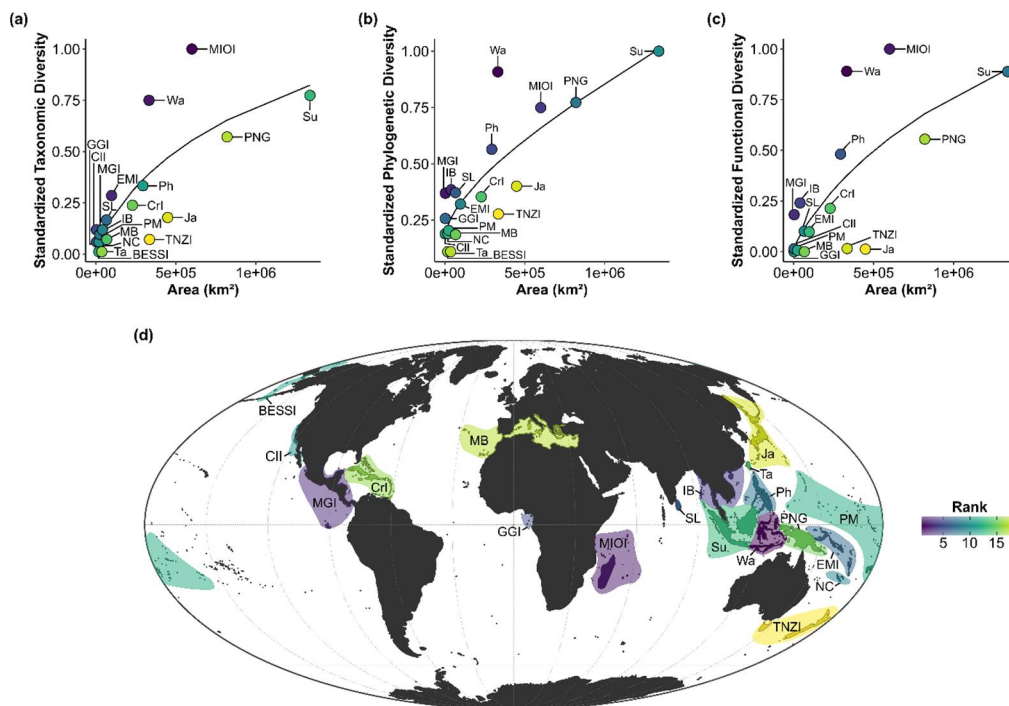 (a)
Standardized Taxonomic Diversity
1.00
0.75
0.50
0.25
0.00
MIOI
Wa
Su
PNG
GGI
CII
MGI
EMI
Ph
SL
IB
CrI
PM
Ja
MB
NC
TNZI
Ta
BESSI
0e+00
5e+05
1e+06
Area (km²)
(b)
Standardized Phylogenetic Diversity
1.00
0.75
0.50
0.25
Wa
Su
PNG
MIOI
Ph
MGI
IB
SL
CrI
Ja
EMI
TNZI
GGI
PM
MB
NC
CII
Ta
BESSI
0e+00
5e+05
1e+06
Area (km²)
(c)
Standardized Functional Diversity
1.00
0.75
0.50
0.25
0.00
MIOI
Wa
Su
Ph
PNG
MGI
IB
SL
CrI
EMI
CII
PM
TNZI
MB
Ja
GGI
0e+00
5e+05
1e+06
Area (km²)
(d)
BESSI
CII
MGI
CrI
MB
GGI
MIOI
IB
SL
Su
Wa
Ja
Ta
Ph
PNG
PM
EMI
NC
TNZI
Rank
5 10 15